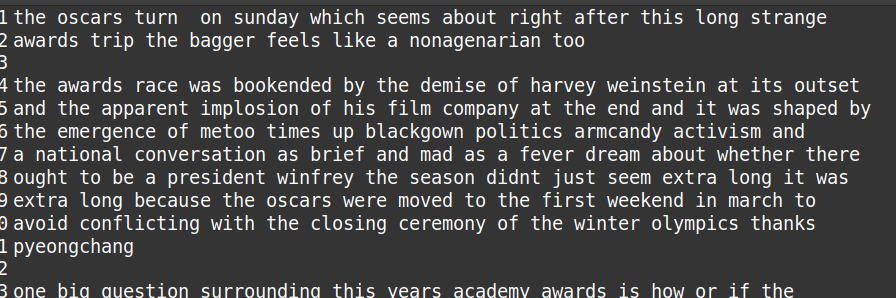 1 the oscars turn  on sunday which seems about right after this long strange
2 awards trip the bagger feels like a nonagenarian too
3
4 the awards race was bookended by the demise of harvey weinstein at its outset
5 and the apparent implosion of his film company at the end and it was shaped by
6 the emergence of metoo times up blackgown politics armcandy activism and
7 a national conversation as brief and mad as a fever dream about whether there
8 ought to be a president winfrey the season didnt just seem extra long it was
9 extra long because the oscars were moved to the first weekend in march to
0 avoid conflicting with the closing ceremony of the winter olympics thanks
1 pyeongchang
2
3 one big question surrounding this years academy awards is how or if the